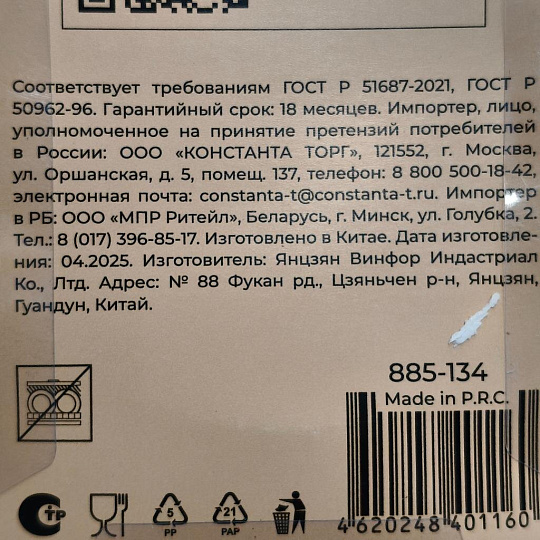 Соответствует требованиям ГОСТ Р 51687-2021, ГОСТ Р
50962-96. Гарантийный срок: 18 месяцев. Импортер, лицо,
уполномоченное на принятие претензий потребителей
в России: ООО «КОНСТАНТА ТОРГ», 121552, г. Москва,
ул. Оршанская, д. 5, помещ. 137, телефон: 8 800 500-18-42,
электронная почта: constanta-t@constanta-t.ru. Импортер
в РБ: ООО «МПР Ритейл», Беларусь, г. Минск, ул. Голубка, 2.
Тел.: 8 (017) 396-85-17. Изготовлено в Китае. Дата изготовле-
ния: 04.2025. Изготовитель: Янцзян Винфор Индастриал
Ко., Лтд. Адрес: № 88 Фукан рд., Цзяньчен р-н, Янцзян,
Гуандун, Китай.
885-134
Made in P.R.C.
5
PP
21
PAP
4 620248 401160